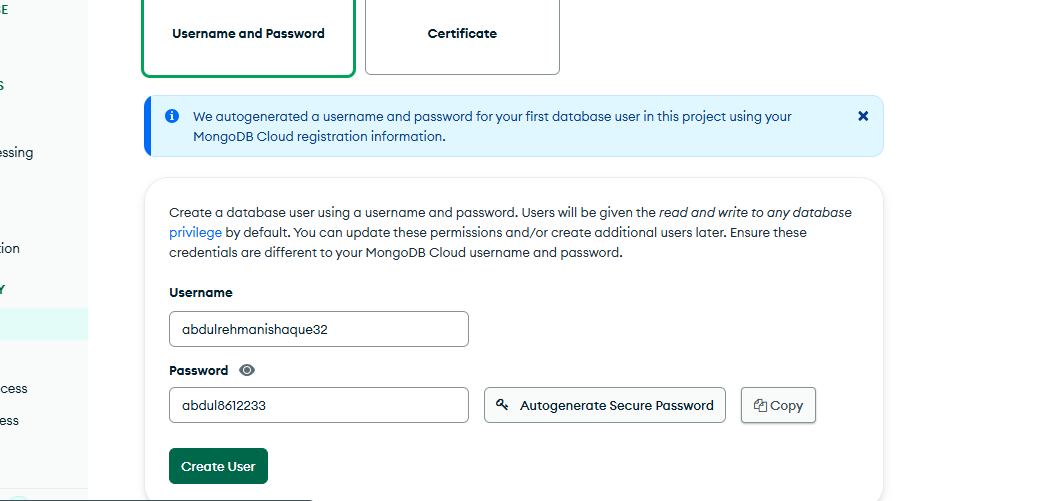 E
Username and Password
Certificate
S
We autogenerated a username and password for your first database user in this project using your
MongoDB Cloud registration information.
essing
Create a database user using a username and password. Users will be given the read and write to any database
privilege by default. You can update these permissions and/or create additional users later. Ensure these
credentials are different to your MongoDB Cloud username and password.
tion
Y
Username
abdulrehmanishaque32
Password
cess
abdul8612233
Autogenerate Secure Password
Copy
ess
Create User